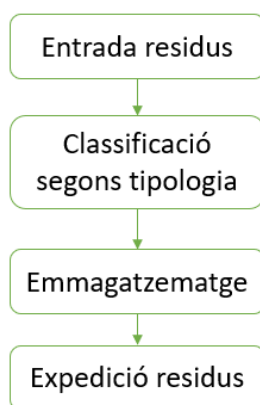 Entrada residus
Classificació
segons tipologia
Emmagatzematge
Expedició residus